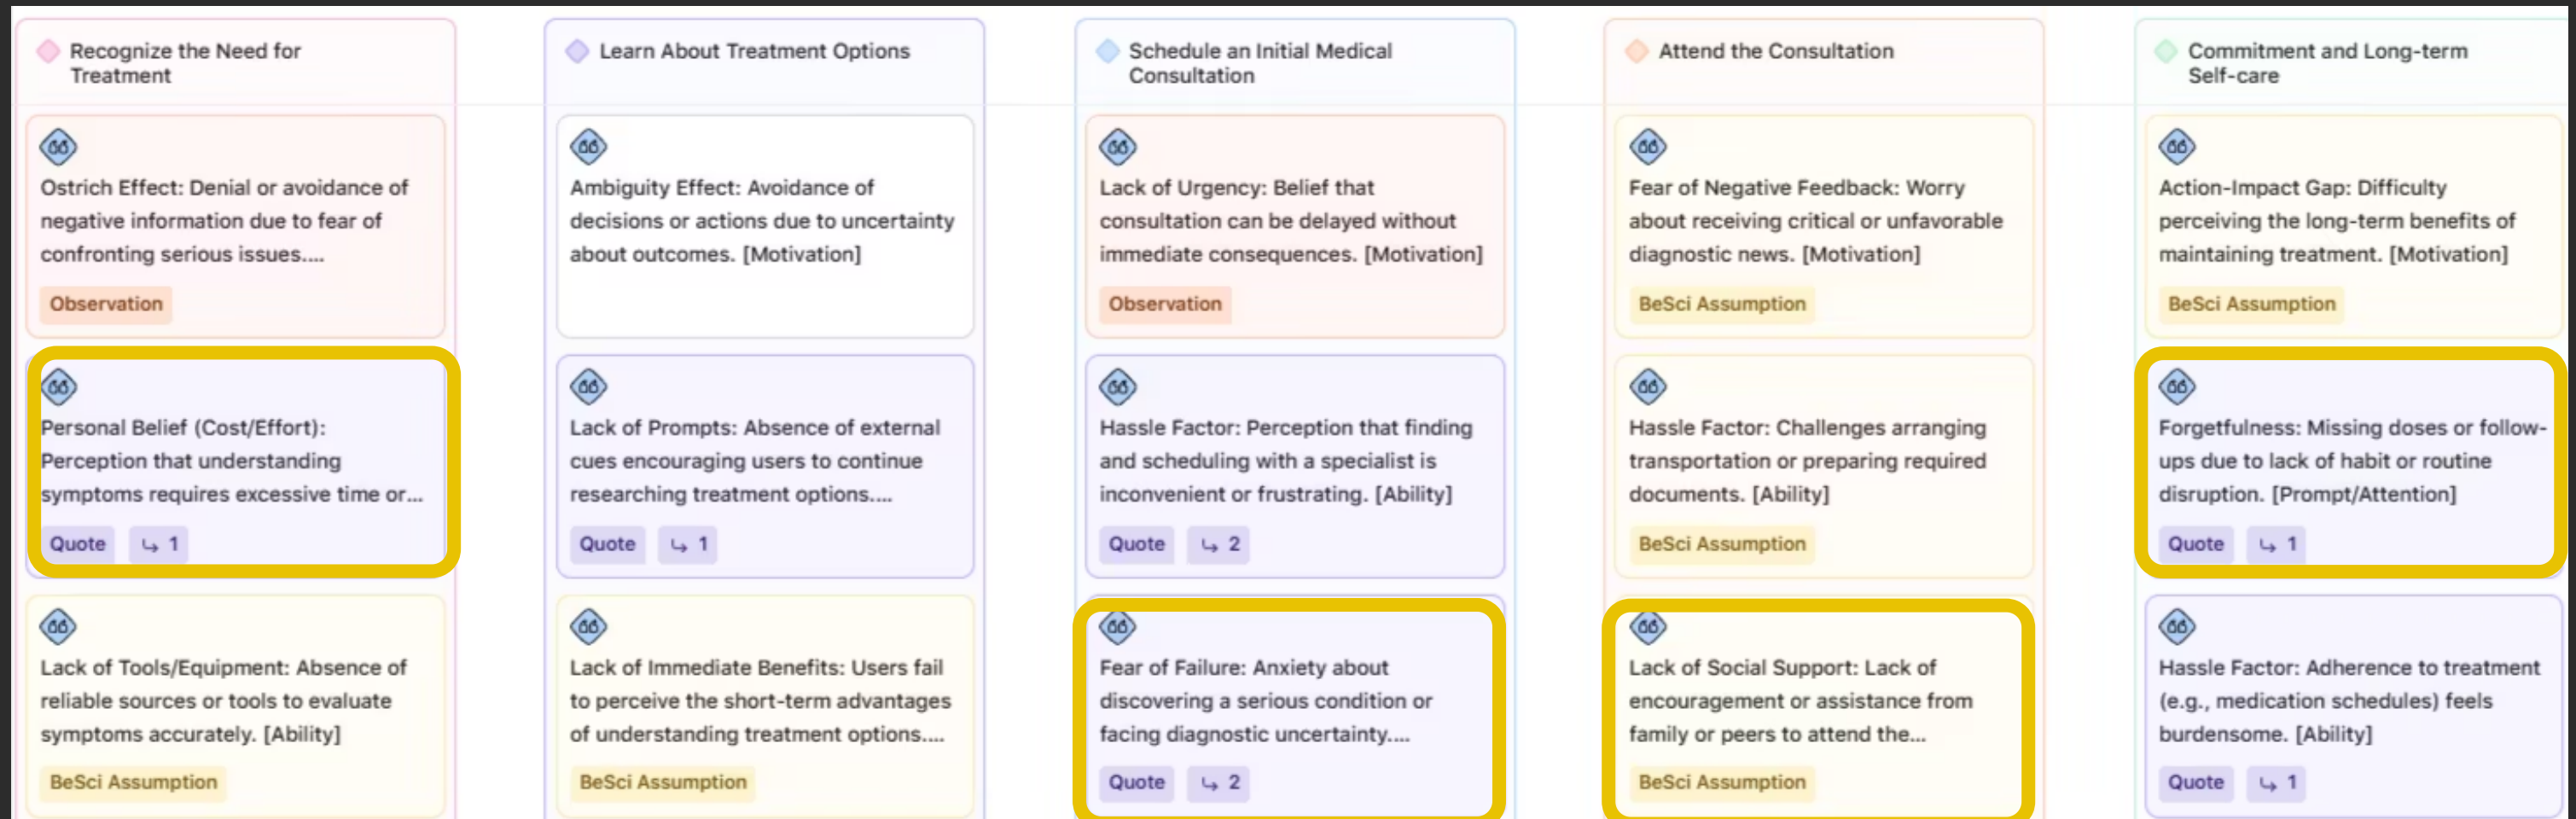 Recognize the Need for
Treatment
Ostrich Effect: Denial or avoidance of
negative information due to fear of
confronting serious issues....
Observation
Personal Belief (Cost/Effort):
Perception that understanding
symptoms requires excessive time or...
Quote ↳ 1
Lack of Tools/Equipment: Absence of
reliable sources or tools to evaluate
symptoms accurately. [Ability]
BeSci Assumption
Learn About Treatment Options
Ambiguity Effect: Avoidance of
decisions or actions due to uncertainty
about outcomes. [Motivation]
Lack of Prompts: Absence of external
cues encouraging users to continue
researching treatment options....
Quote ↳ 1
Lack of Immediate Benefits: Users fail
to perceive the short-term advantages
of understanding treatment options....
BeSci Assumption
Schedule an Initial Medical
Consultation
Lack of Urgency: Belief that
consultation can be delayed without
immediate consequences. [Motivation]
Observation
Hassle Factor: Perception that finding
and scheduling with a specialist is
inconvenient or frustrating. [Ability]
Quote ↳ 2
Fear of Failure: Anxiety about
discovering a serious condition or
facing diagnostic uncertainty....
Quote ↳ 2
Attend the Consultation
Fear of Negative Feedback: Worry
about receiving critical or unfavorable
diagnostic news. [Motivation]
BeSci Assumption
Hassle Factor: Challenges arranging
transportation or preparing required
documents. [Ability]
BeSci Assumption
Lack of Social Support: Lack of
encouragement or assistance from
family or peers to attend the...
BeSci Assumption
Commitment and Long-term
Self-care
Action-Impact Gap: Difficulty
perceiving the long-term benefits of
maintaining treatment. [Motivation]
BeSci Assumption
Forgetfulness: Missing doses or follow-
ups due to lack of habit or routine
disruption. [Prompt/Attention]
Quote ↳ 1
Hassle Factor: Adherence to treatment
(e.g., medication schedules) feels
burdensome. [Ability]
Quote ↳ 1